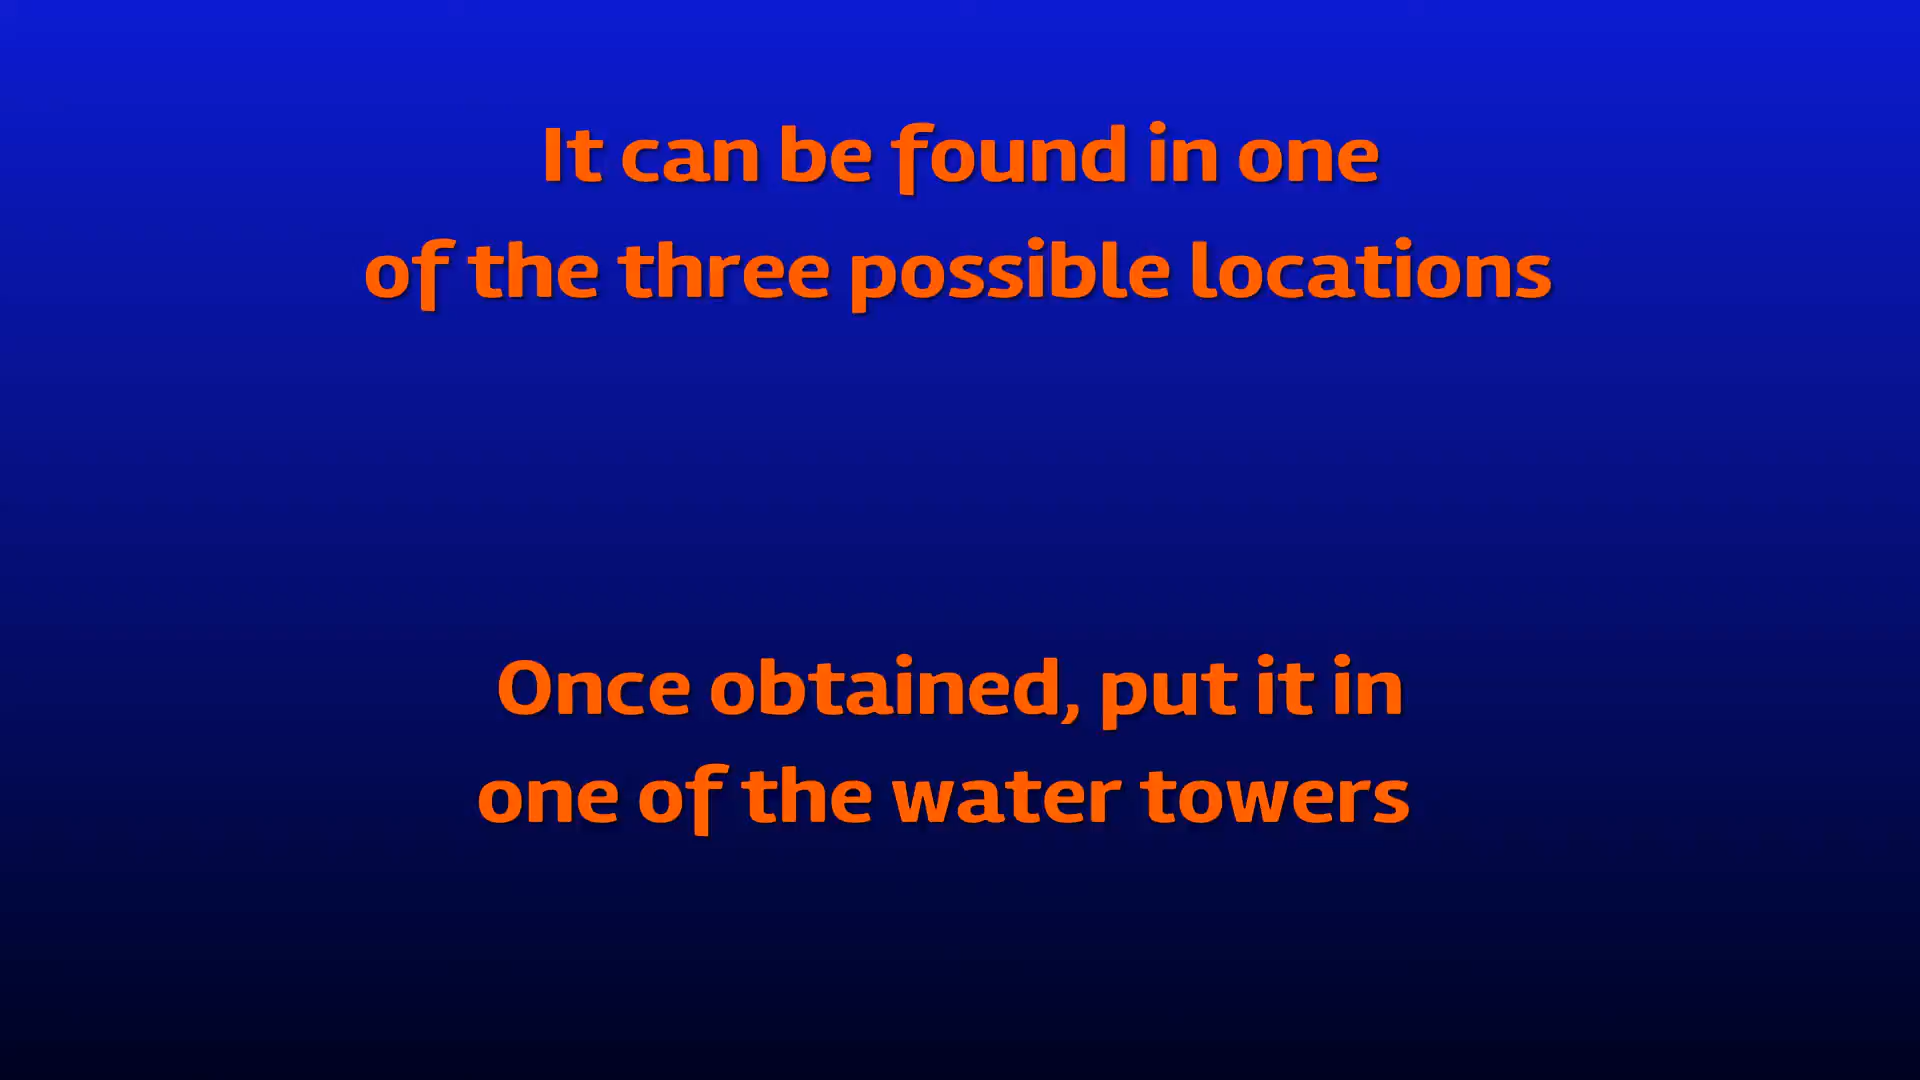 It can be found in one
of the three possible locations
Once obtained, put it in
one of the water towers